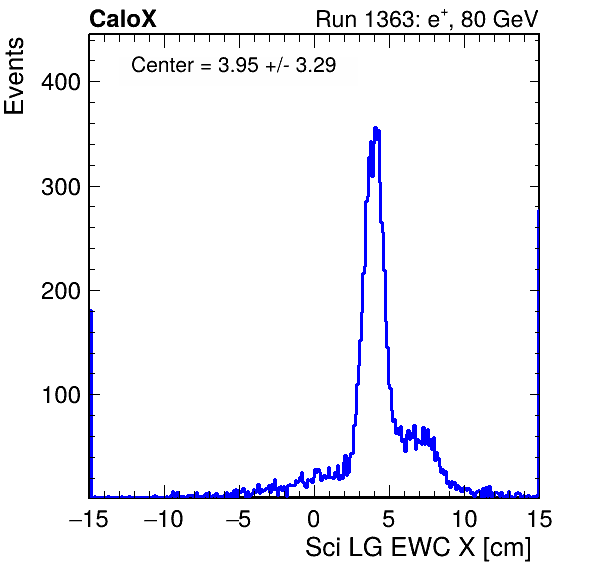 CaloX Run 1363: e⁺, 80 GeV
Center = 3.95 +/- 3.29
Events
400
300
200
100
−15 −10 −5 0 5 10 15
Sci LG EWC X [cm]